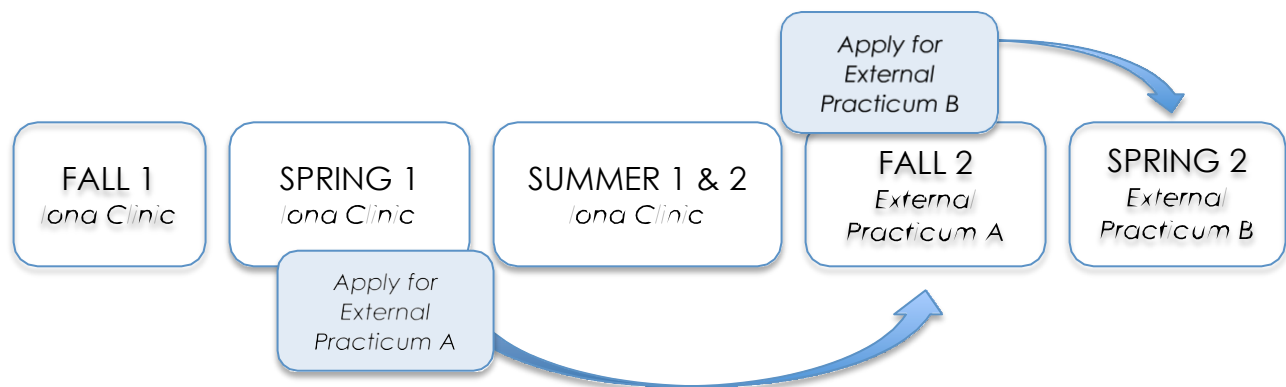 Apply for
External
Practicum B
FALL 1
Iona Clinic
SPRING 1
Iona Clinic
SUMMER 1 & 2
Iona Clinic
FALL 2
External
Practicum A
SPRING 2
External
Practicum B
Apply for
External
Practicum A